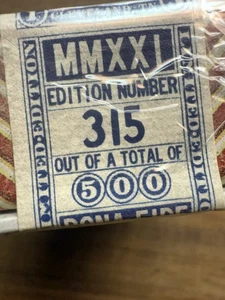 MMXXI
EDITION NUMBER
315
OUT OF A TOTAL OF
500
BONA FIDE
LIMITED EDITION
LIMITED EDITION